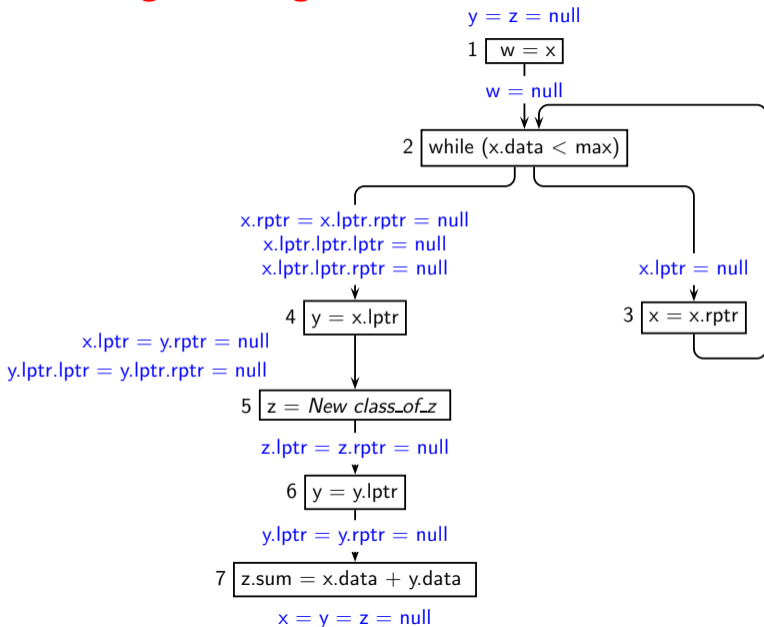 y = z = null
1 w = x
w = null
2 while (x.data < max)
x.rptr = x.lptr.rptr = null
x.lptr.lptr.lptr = null
x.lptr.lptr.rptr = null
x.lptr = null
4 y = x.lptr
3 x = x.rptr
x.lptr = y.rptr = null
y.lptr.lptr = y.lptr.rptr = null
5 z = New class_of_z
z.lptr = z.rptr = null
6 y = y.lptr
y.lptr = y.rptr = null
7 z.sum = x.data + y.data
x = y = z = null